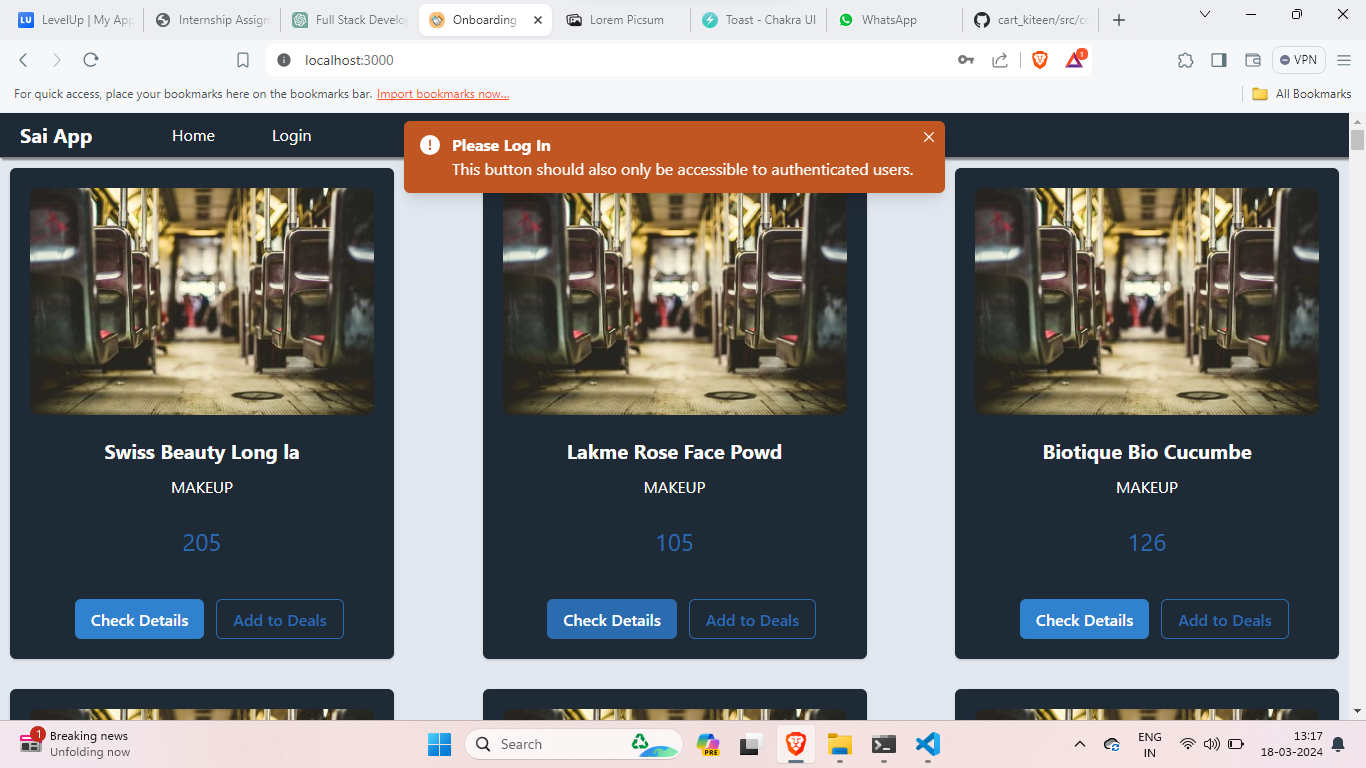 LevelUp | My App
Internship Assign
Full Stack Develo
Onboarding
Lorem Picsum
Toast - Chakra UI
WhatsApp
cart_kiteen/src/co
localhost:3000
1
VPN
For quick access, place your bookmarks here on the bookmarks bar. Import bookmarks now...
All Bookmarks
Sai App
Home
Login
Please Log In
This button should also only be accessible to authenticated users.
Swiss Beauty Long la
MAKEUP
205
Check Details
Add to Deals
Lakme Rose Face Powd
MAKEUP
105
Check Details
Add to Deals
Biotique Bio Cucumbe
MAKEUP
126
Check Details
Add to Deals
1
Breaking news
Unfolding now
Search
PRE
ENG
IN
13:17
18-03-2024